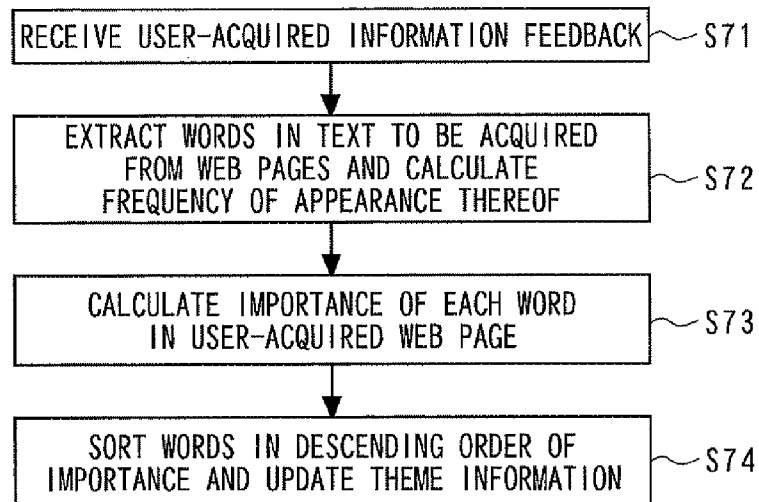 RECEIVE USER-ACQUIRED INFORMATION FEEDBACK S71
EXTRACT WORDS IN TEXT TO BE ACQUIRED
FROM WEB PAGES AND CALCULATE
FREQUENCY OF APPEARANCE THEREOF
S72
CALCULATE IMPORTANCE OF EACH WORD
IN USER-ACQUIRED WEB PAGE
S73
SORT WORDS IN DESCENDING ORDER OF
IMPORTANCE AND UPDATE THEME INFORMATION
S74